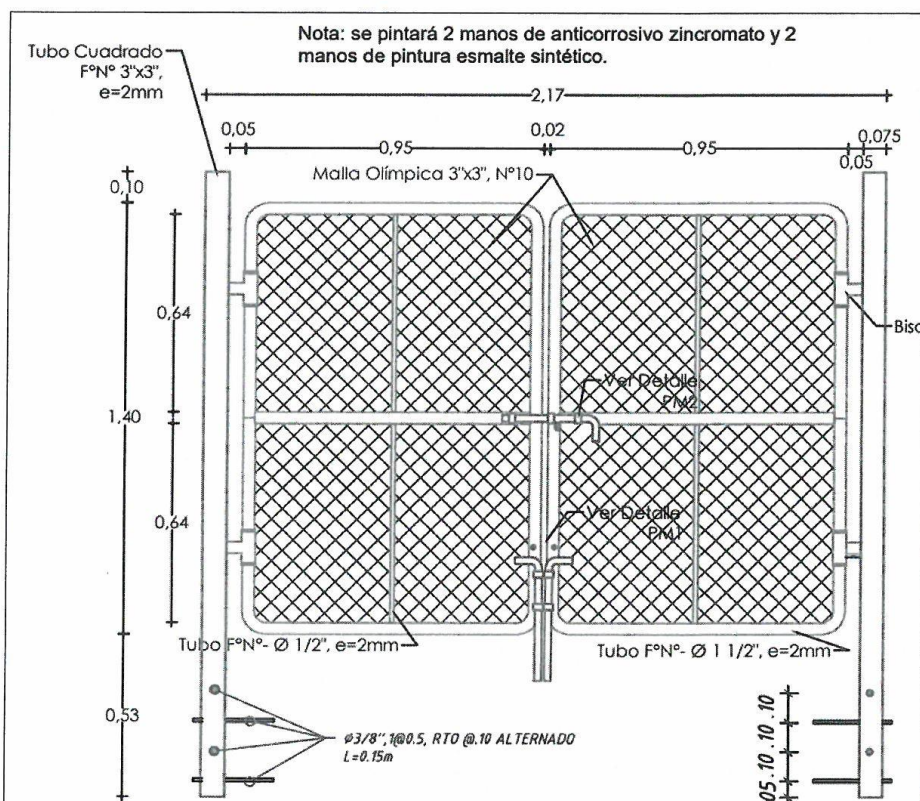 Nota: se pintará 2 manos de anticorrosivo zincromato y 2
manos de pintura esmalte sintético.
Tubo Cuadrado
F°N° 3"x3",
e=2mm
2,17
0,05
0,02
0,075
0,95
0,95
0,05
0,10
Malla Olímpica 3"x3", N°10
0,64
Bisa
Ver Detalle
PM2
1,40
0,64
Ver Detalle
PM1
Tubo F°N°- Ø 1/2", e=2mm
Tubo F°N°- Ø 1 1/2", e=2mm
0,53
ø3/8",1@0.5, RTO @.10 ALTERNADO
L=0.15m
.05.10 .10 .10